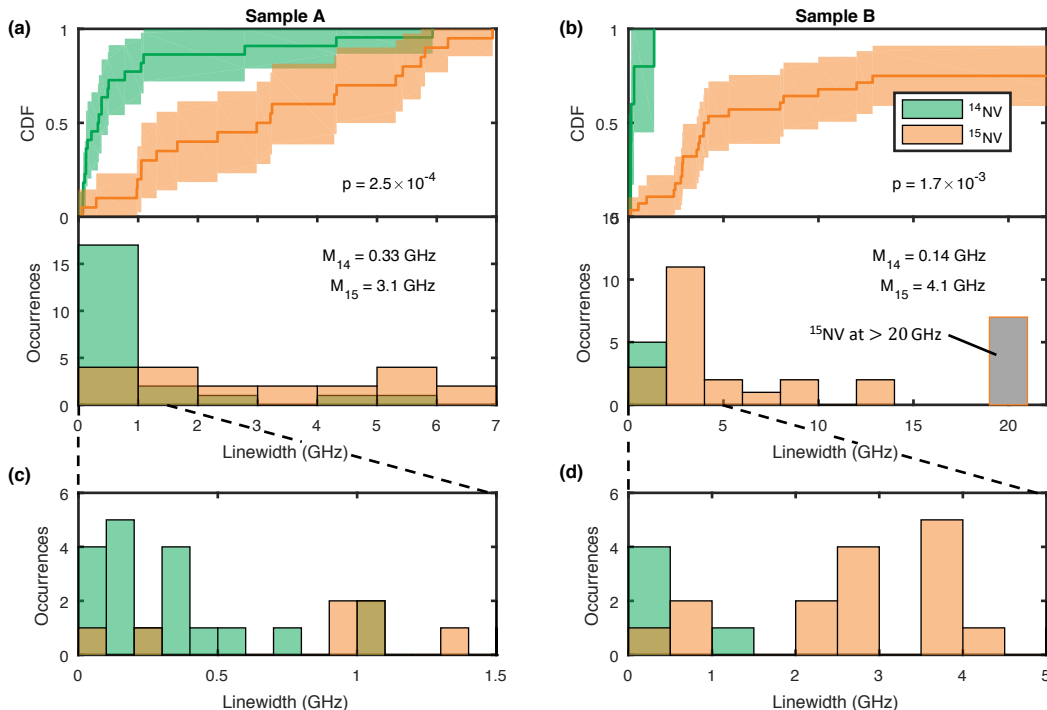 Sample A
Sample B
(a)
1
0.5
0
CDF
p = 2.5 × 10⁻⁴
(b)
1
0.5
0
CDF
¹⁴NV
¹⁵NV
p = 1.7 × 10⁻³
15
10
5
0
Occurrences
M₁₄ = 0.33 GHz
M₁₅ = 3.1 GHz
0 1 2 3 4 5 6 7
Linewidth (GHz)
15
10
5
0
Occurrences
M₁₄ = 0.14 GHz
M₁₅ = 4.1 GHz
¹⁵NV at > 20 GHz
0 5 10 15 20
Linewidth (GHz)
(c)
6
4
2
0
Occurrences
0 0.5 1 1.5
Linewidth (GHz)
(d)
6
4
2
0
Occurrences
0 1 2 3 4 5
Linewidth (GHz)